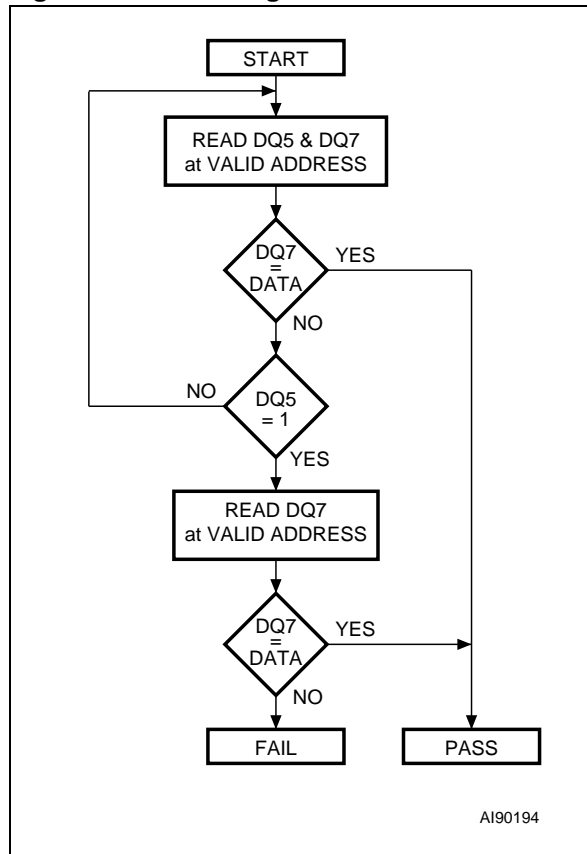 START
READ DQ5 & DQ7
at VALID ADDRESS
DQ7
=
DATA
YES
NO
NO
DQ5
= 1
YES
READ DQ7
at VALID ADDRESS
DQ7
=
DATA
YES
NO
FAIL
PASS
AI90194